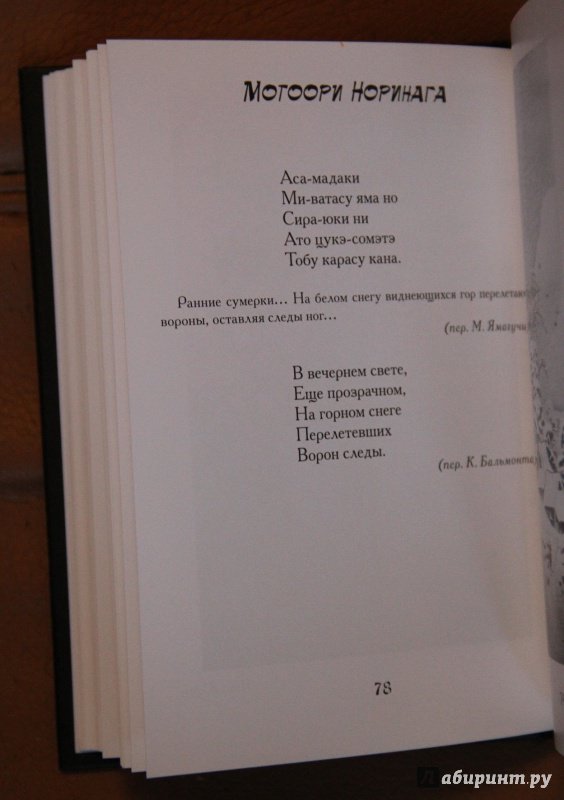 Мотоори Норинага
Аса-мадаки
Ми-ватасу яма но
Сира-юки ни
Ато цукэ-сомэтэ
Тобу карасу кана.
Ранние сумерки... На белом снегу виднеющихся гор перелетаю
вороны, оставляя следы ног...
(пер. М. Ямагучи)
В вечернем свете,
Еще прозрачном,
На горном снеге
Перелетевших
Ворон следы.
(пер. К. Бальмонта)
78
Лабиринт.ру